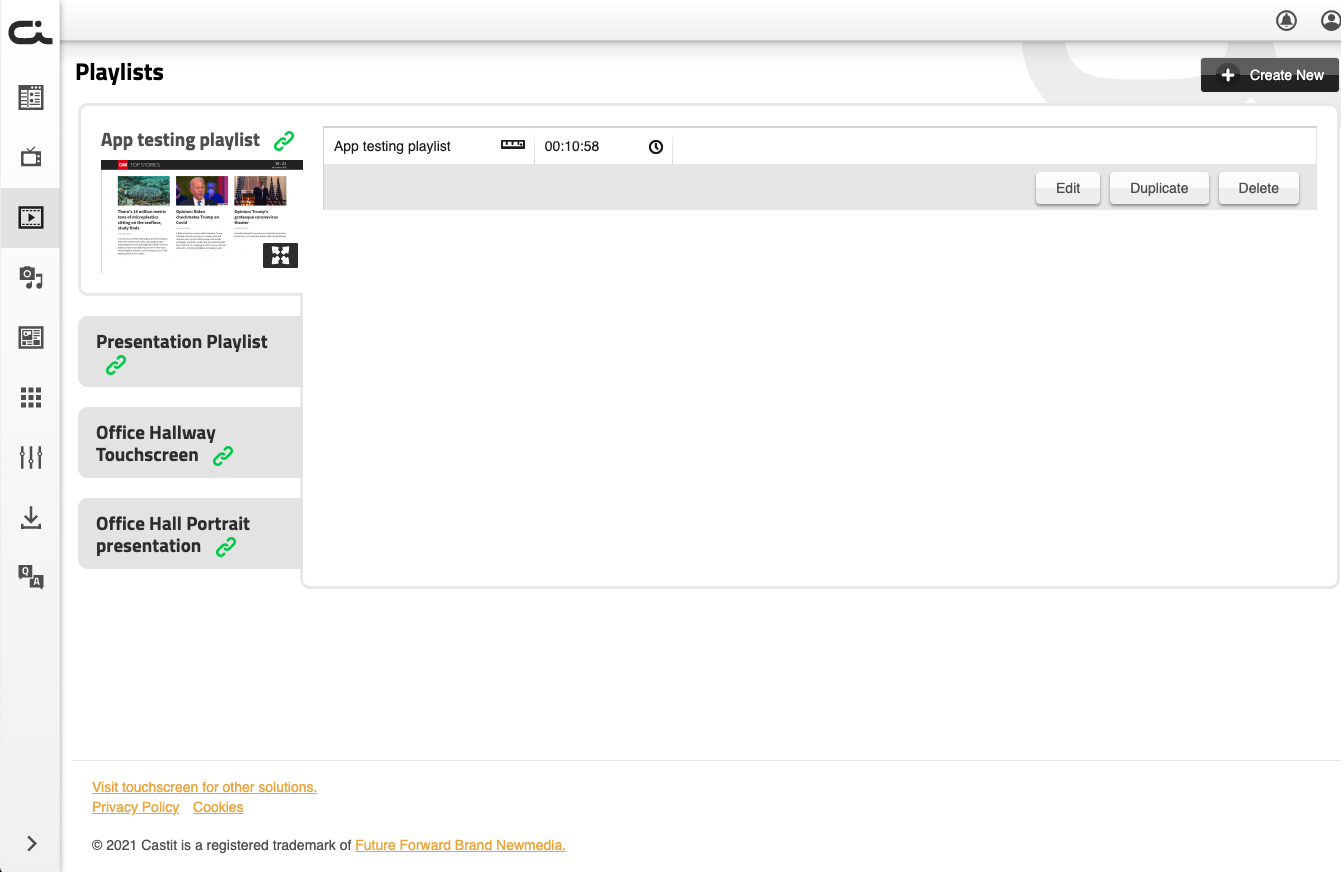 Playlists
Create New
App testing playlist
CNN TOP STORIES
There's 14 million metric
tons of microplastics
sitting on the seafloor,
study finds
Opinion: Biden
checkmates Trump on
Covid
Opinion: Trump's
grotesque coronavirus
theater
App testing playlist
00:10:58
Edit
Duplicate
Delete
Presentation Playlist
Office Hallway
Touchscreen
Office Hall Portrait
presentation
Q
A
Visit touchscreen for other solutions.
Privacy Policy Cookies
© 2021 Castit is a registered trademark of Future Forward Brand Newmedia.